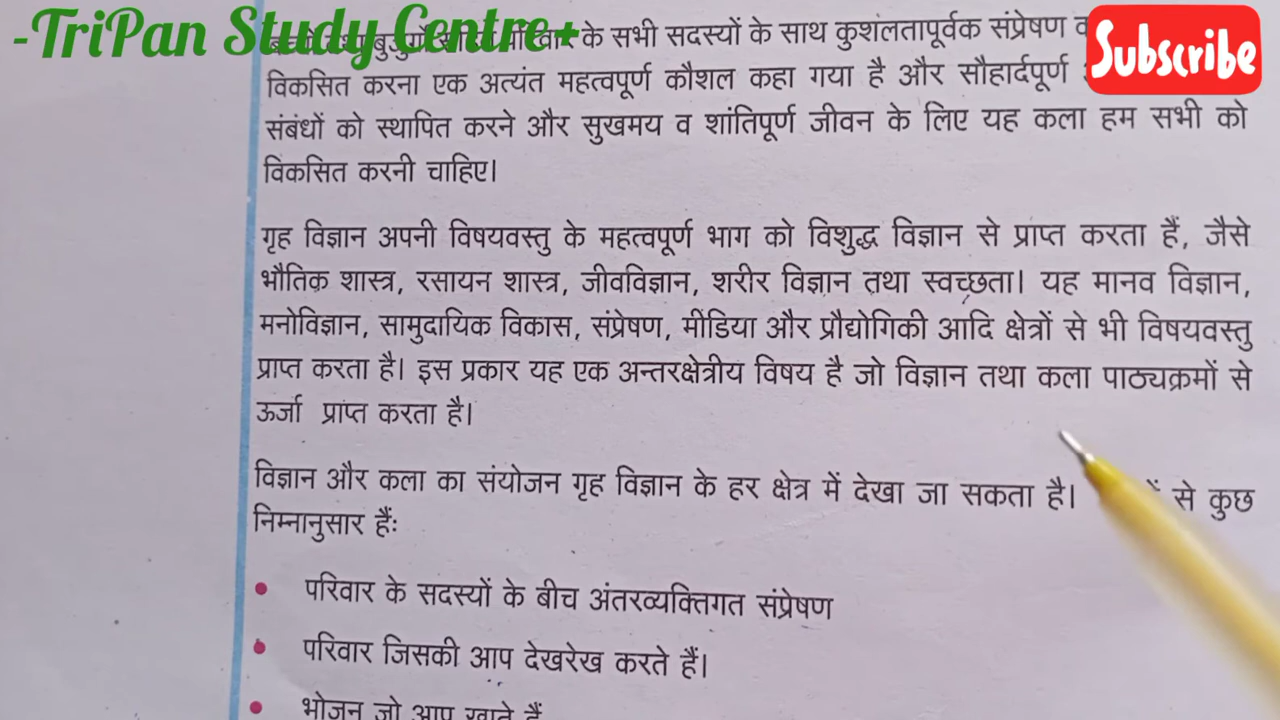 -TriPan Study Centre+
Subscribe
के सभी सदस्यों के साथ कुशलतापूर्वक संप्रेषण
विकसित करना एक अत्यंत महत्वपूर्ण कौशल कहा गया है और सौहार्दपूर्ण
संबंधों को स्थापित करने और सुखमय व शांतिपूर्ण जीवन के लिए यह कला हम सभी को
विकसित करनी चाहिए।
गृह विज्ञान अपनी विषयवस्तु के महत्वपूर्ण भाग को विशुद्ध विज्ञान से प्राप्त करता हैं, जैसे
भौतिक शास्त्र, रसायन शास्त्र, जीवविज्ञान, शरीर विज्ञान तथा स्वच्छता। यह मानव विज्ञान,
मनोविज्ञान, सामुदायिक विकास, संप्रेषण, मीडिया और प्रौद्योगिकी आदि क्षेत्रों से भी विषयवस्तु
प्राप्त करता है। इस प्रकार यह एक अन्तरक्षेत्रीय विषय है जो विज्ञान तथा कला पाठ्यक्रमों से
ऊर्जा प्राप्त करता है।
विज्ञान और कला का संयोजन गृह विज्ञान के हर क्षेत्र में देखा जा सकता है। से कुछ
निम्नानुसार हैंः
• परिवार के सदस्यों के बीच अंतरव्यक्तिगत संप्रेषण
• परिवार जिसकी आप देखरेख करते हैं।
• भोजन जो आप खाते हैं